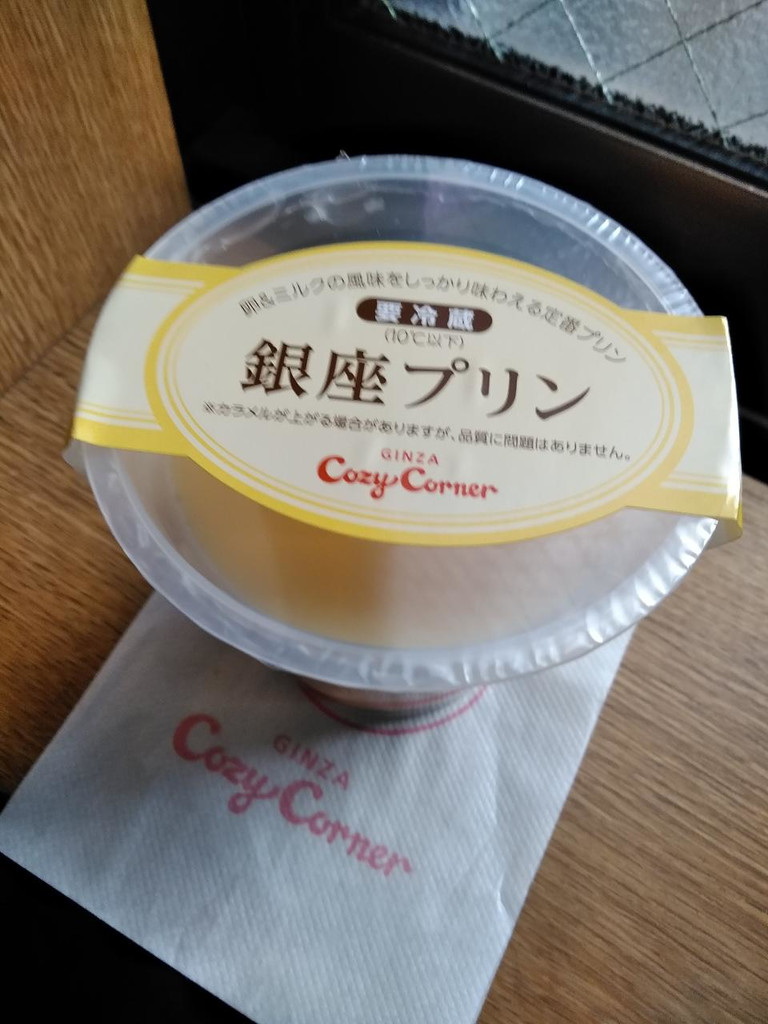 卵&ミルクの風味をしっかり味わえる定番プリン
要冷蔵
(10℃以下)
銀座プリン
※カラメルが上がる場合がありますが、品質に問題はありません。
GINZA
Cozy Corner
GINZA
Cozy Corner